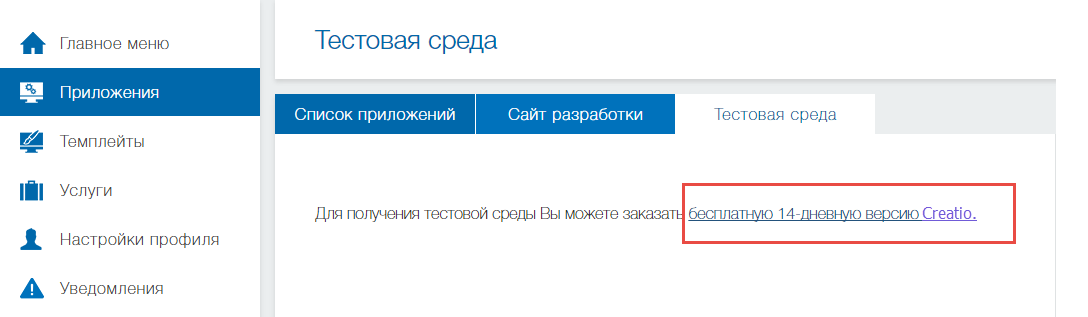 Главное меню
Приложения
Темплейты
Услуги
Настройки профиля
Уведомления
Тестовая среда
Список приложений
Сайт разработки
Тестовая среда
Для получения тестовой среды Вы можете заказать бесплатную 14-дневную версию Creatio.